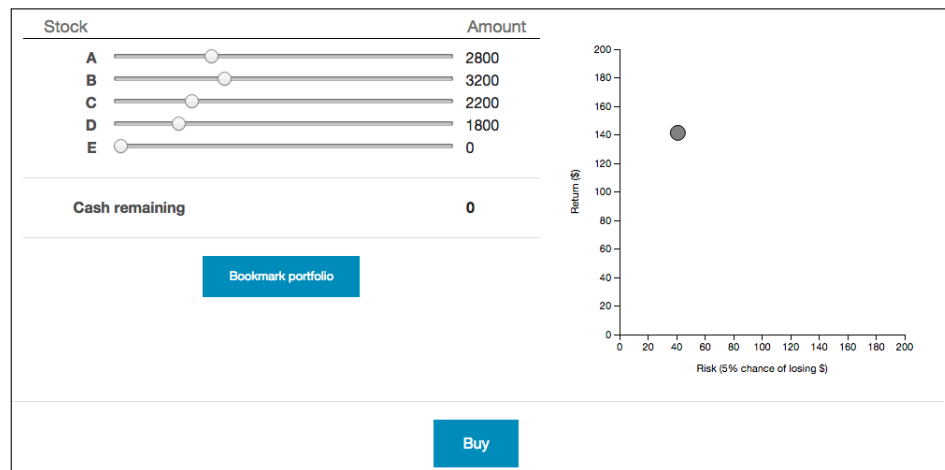 Stock Amount
A 2800
B 3200
C 2200
D 1800
E 0
Cash remaining 0
Bookmark portfolio
200
180
160
140
120
100
80
60
40
20
0
Return ($)
0 20 40 60 80 100 120 140 160 180 200
Risk (5% chance of losing $)
Buy